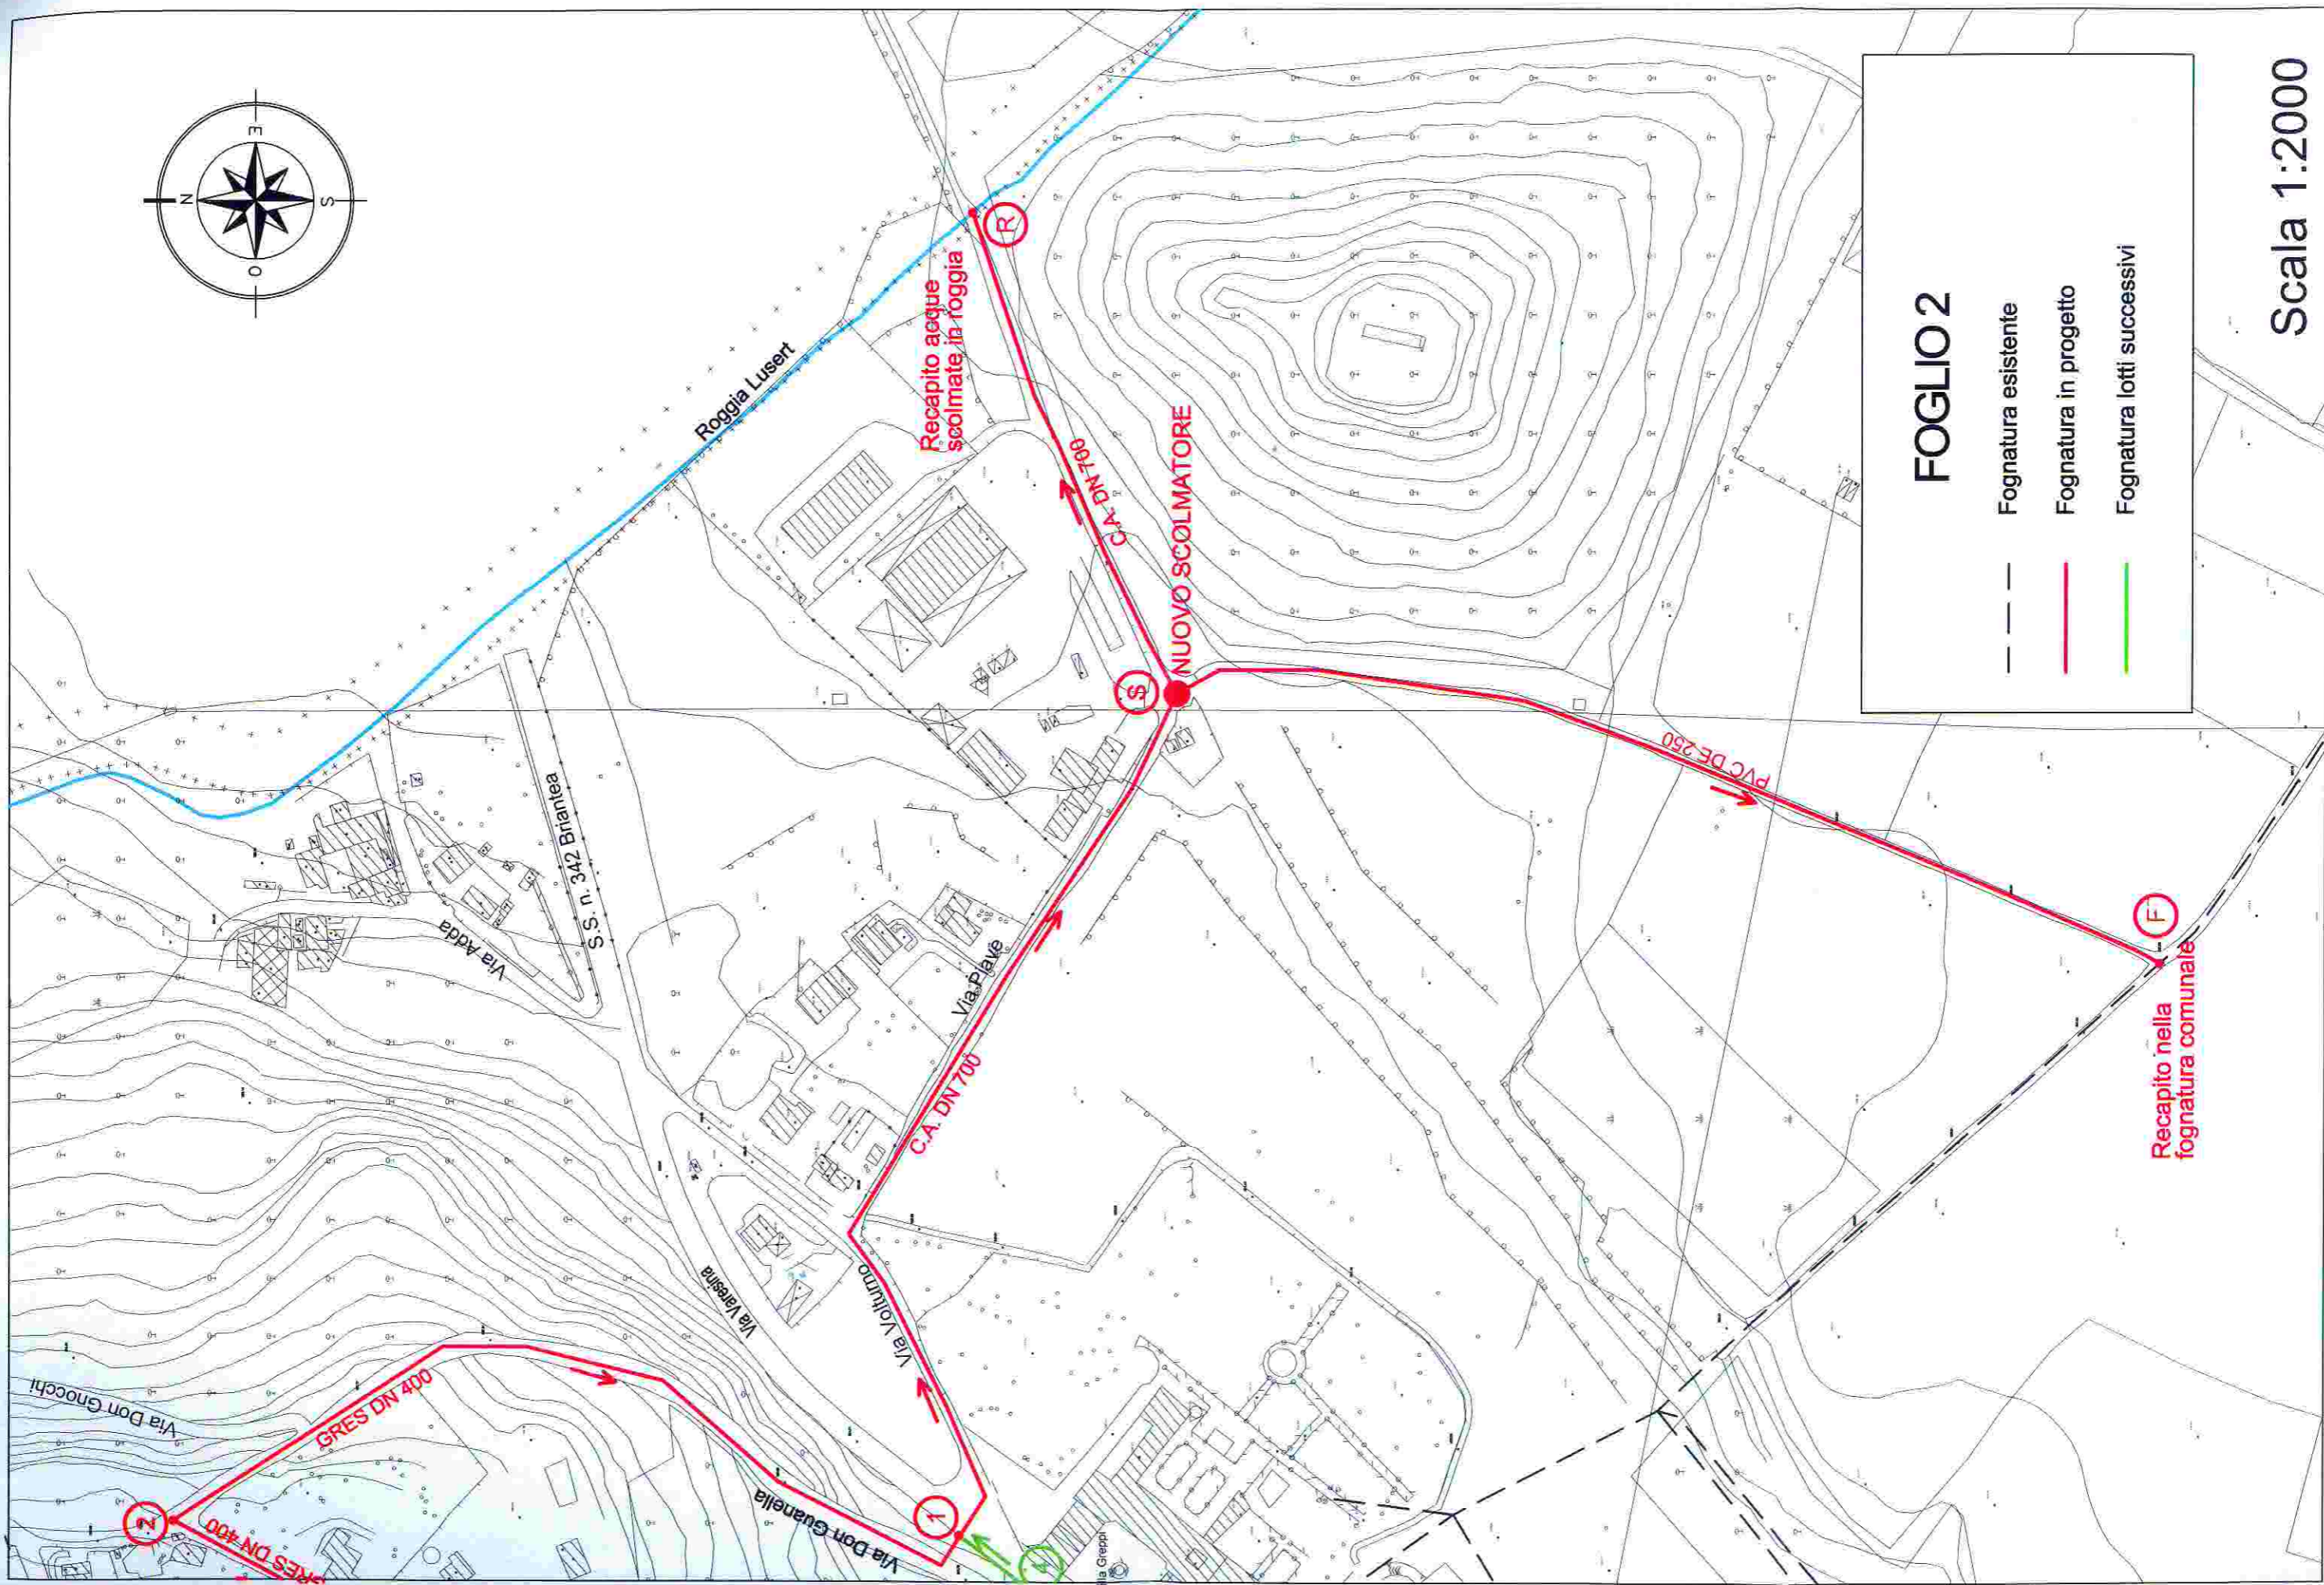 N
E
S
O
Roggia Lusert
Recapito acque
scolmate in roggia
R
C.A. DN 700
NUOVO SCOLMATORE
S
S.S. n. 342 Briantea
Via Adda
Via Piave
C.A. DN 700
PVC DE 250
F
Recapito nella
fognatura comunale
Via Varesina
Via Volturno
Via Don Gnocchi
GRES DN 400
2
GRES DN 400
Via Don Guanella
1
lla Greppi
FOGLIO 2
Fognatura esistente
Fognatura in progetto
Fognatura lotti successivi
Scala 1:2000